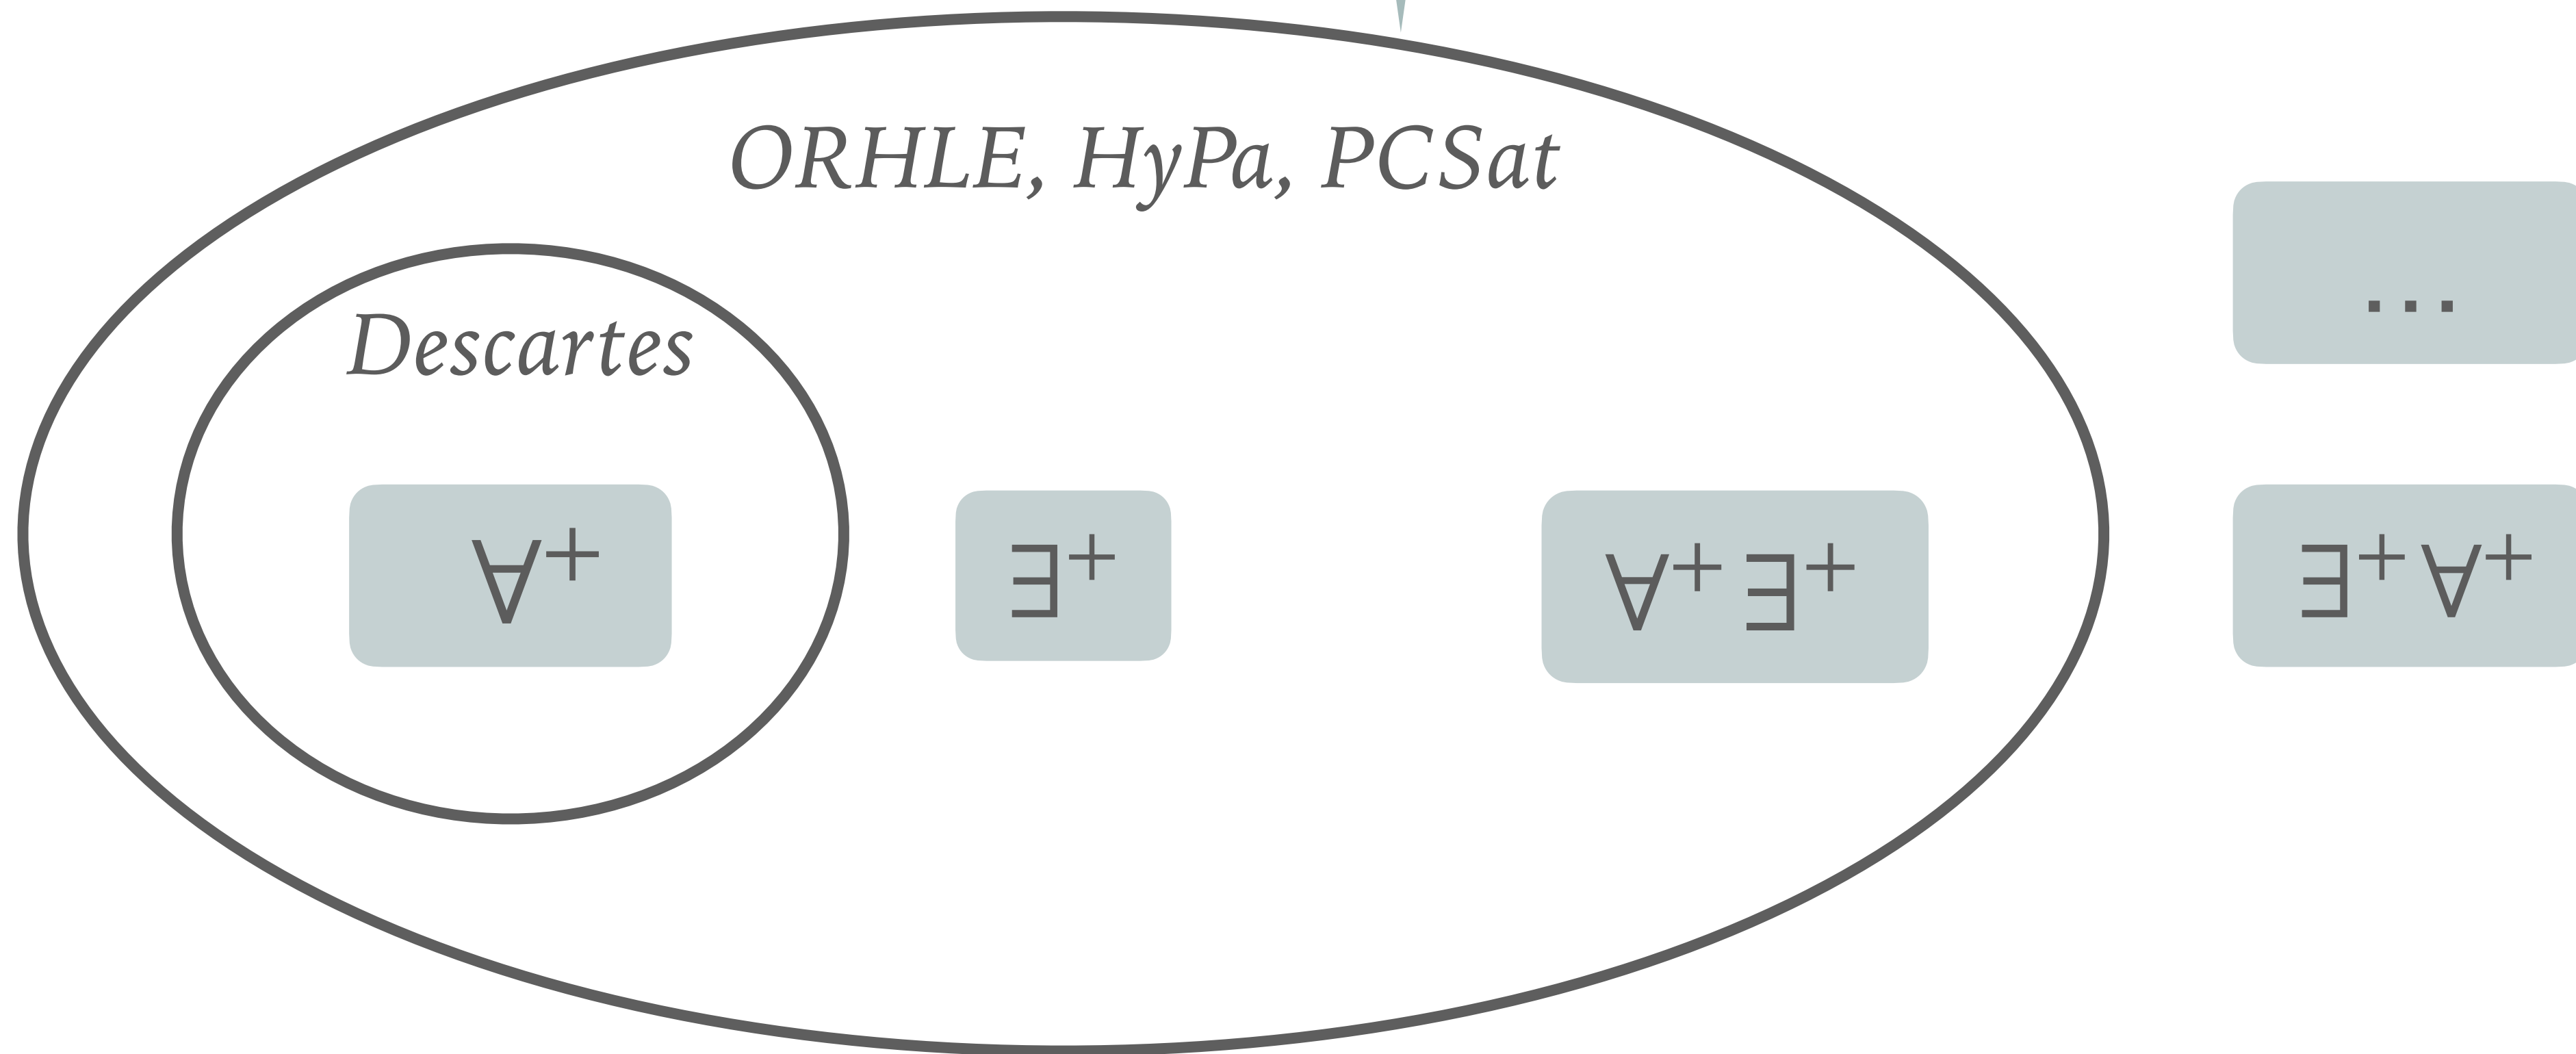 ORHLE, HyPa, PCSat
...
Descartes
∀⁺
∃⁺
∀⁺∃⁺
∃⁺∀⁺